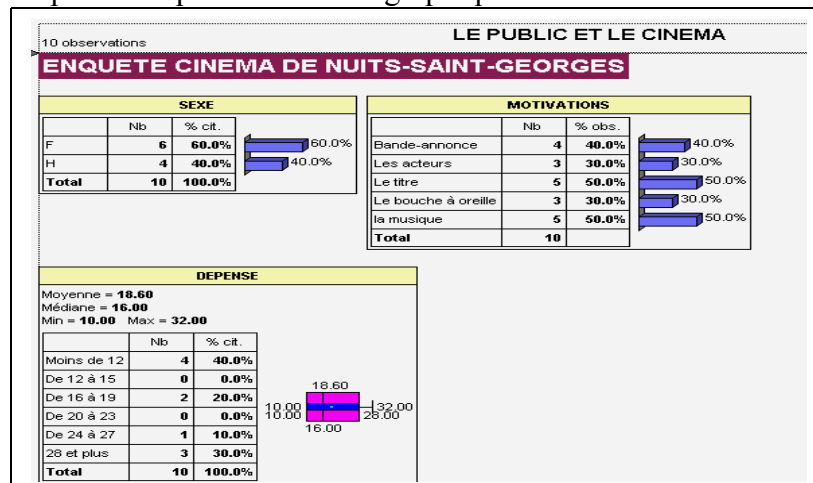 10 observations
LE PUBLIC ET LE CINEMA
ENQUETE CINEMA DE NUITS-SAINT-GEORGES
SEXE
Nb % cit.
F 6 60.0% 60.0%
H 4 40.0% 40.0%
Total 10 100.0%
MOTIVATIONS
Nb % obs.
Bande-annonce 4 40.0% 40.0%
Les acteurs 3 30.0% 30.0%
Le titre 5 50.0% 50.0%
Le bouche à oreille 3 30.0% 30.0%
la musique 5 50.0% 50.0%
Total 10
DEPENSE
Moyenne = 18.60
Médiane = 16.00
Min = 10.00 Max = 32.00
Nb % cit.
Moins de 12 4 40.0%
De 12 à 15 0 0.0%
De 16 à 19 2 20.0%
De 20 à 23 0 0.0%
De 24 à 27 1 10.0%
28 et plus 3 30.0%
Total 10 100.0%
18.60
10.00 32.00
10.00 28.00
16.00